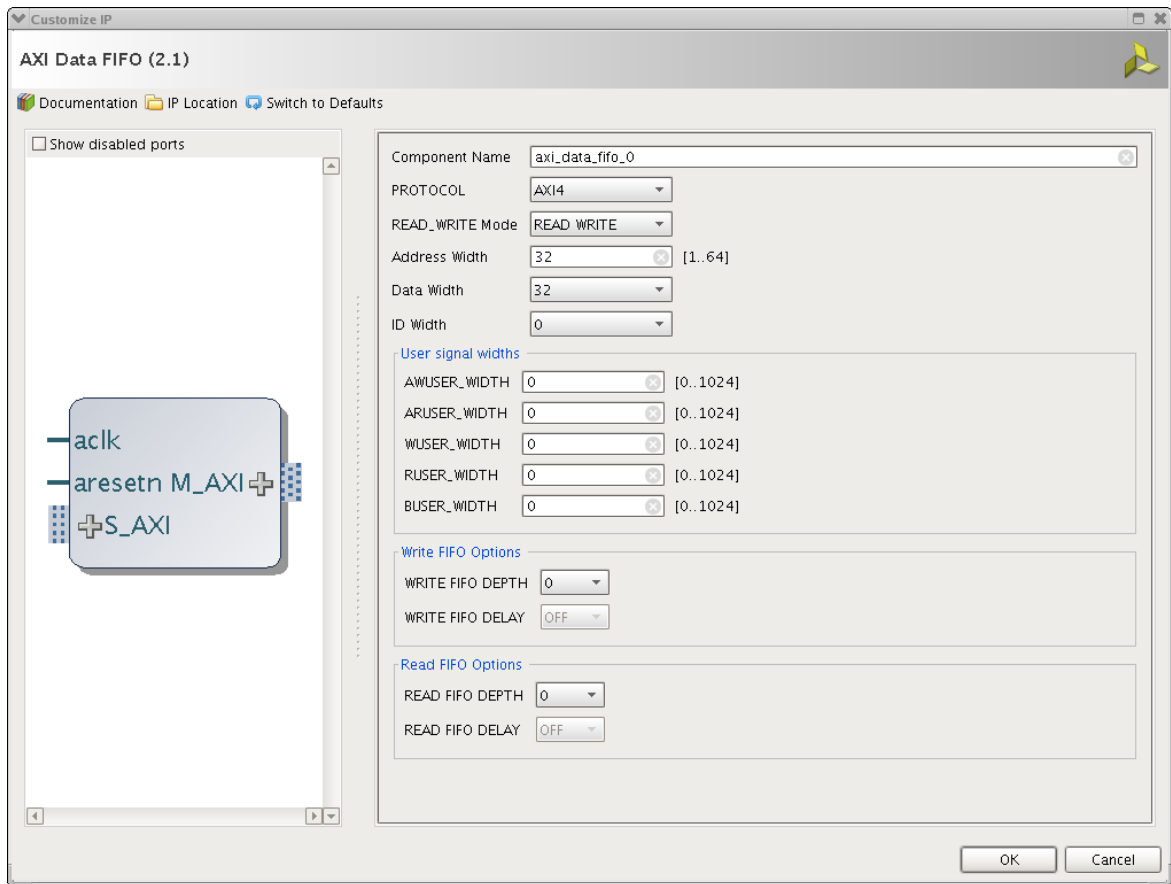 Customize IP
AXI Data FIFO (2.1)
Documentation IP Location Switch to Defaults
Show disabled ports
aclk
aresetn M_AXI
S_AXI
Component Name axi_data_fifo_0
PROTOCOL AXI4
READ_WRITE Mode READ WRITE
Address Width 32 [1..64]
Data Width 32
ID Width 0
User signal widths
AWUSER_WIDTH 0 [0..1024]
ARUSER_WIDTH 0 [0..1024]
WUSER_WIDTH 0 [0..1024]
RUSER_WIDTH 0 [0..1024]
BUSER_WIDTH 0 [0..1024]
Write FIFO Options
WRITE FIFO DEPTH 0
WRITE FIFO DELAY OFF
Read FIFO Options
READ FIFO DEPTH 0
READ FIFO DELAY OFF
OK Cancel